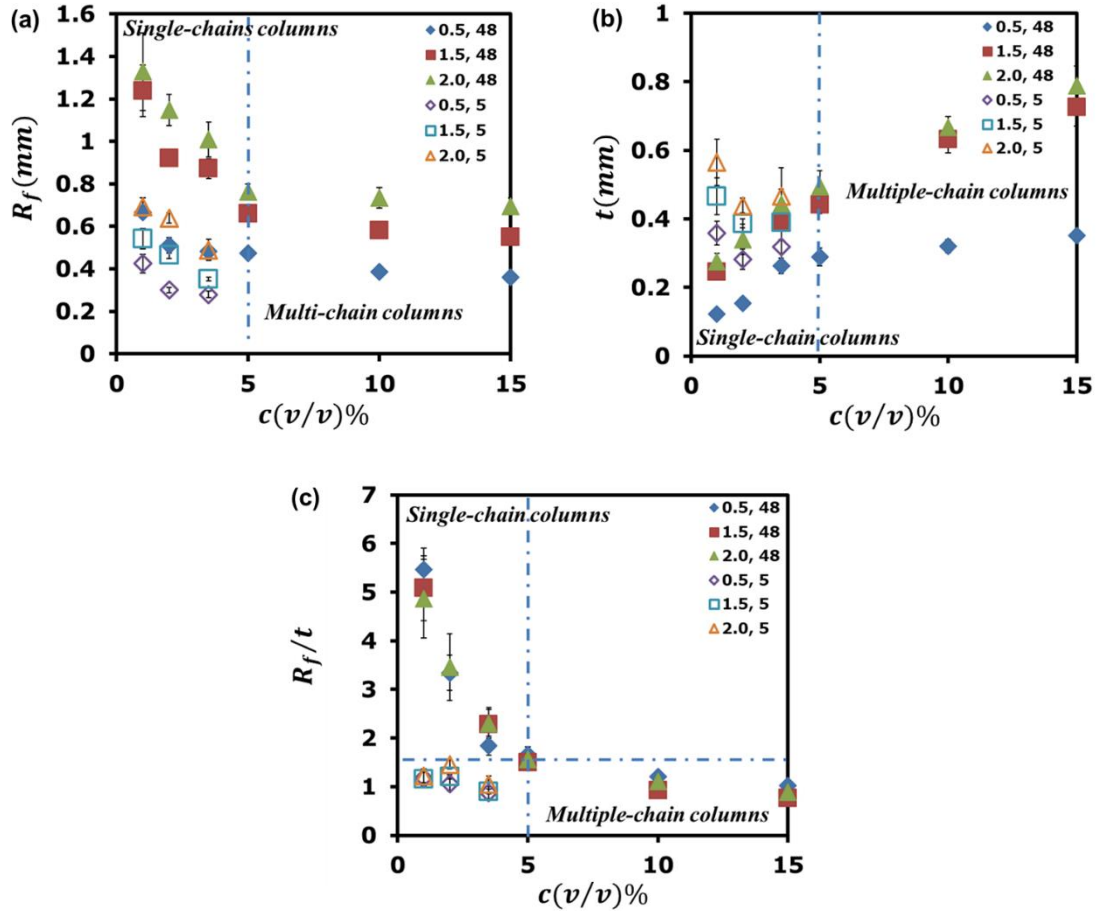 (a)
Single-chains columns
0.5, 48
1.5, 48
2.0, 48
0.5, 5
1.5, 5
2.0, 5
Multi-chain columns
R_f(mm)
1.6
1.4
1.2
1
0.8
0.6
0.4
0.2
0
0 5 10 15
c(v/v)%
(b)
0.5, 48
1.5, 48
2.0, 48
0.5, 5
1.5, 5
2.0, 5
Multiple-chain columns
Single-chain columns
t(mm)
1
0.8
0.6
0.4
0.2
0
0 5 10 15
c(v/v)%
(c)
Single-chain columns
0.5, 48
1.5, 48
2.0, 48
0.5, 5
1.5, 5
2.0, 5
Multiple-chain columns
R_f/t
7
6
5
4
3
2
1
0
0 5 10 15
c(v/v)%